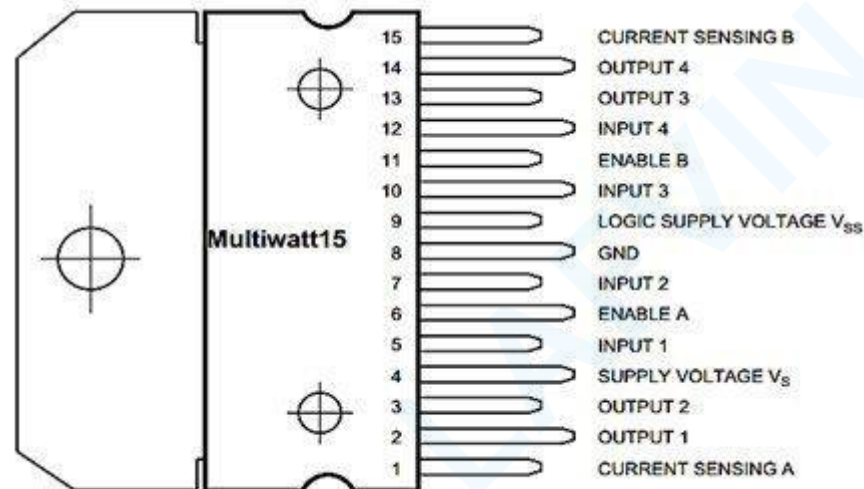 15 CURRENT SENSING B
14 OUTPUT 4
13 OUTPUT 3
12 INPUT 4
11 ENABLE B
10 INPUT 3
9 LOGIC SUPPLY VOLTAGE VSS
Multiwatt15
8 GND
7 INPUT 2
6 ENABLE A
5 INPUT 1
4 SUPPLY VOLTAGE VS
3 OUTPUT 2
2 OUTPUT 1
1 CURRENT SENSING A